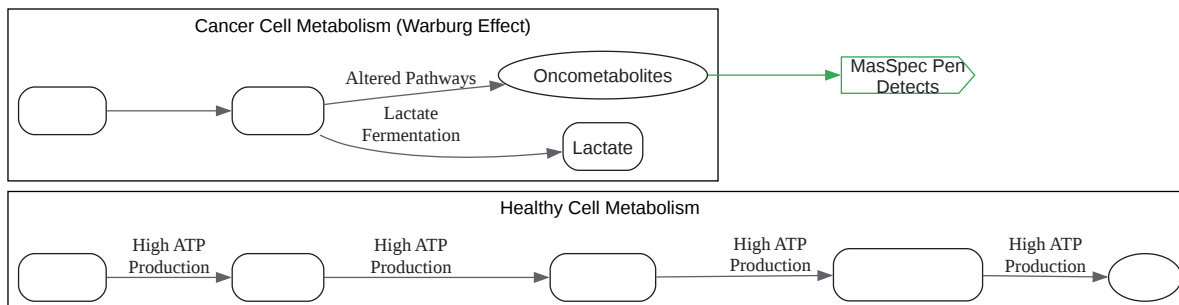 Cancer Cell Metabolism (Warburg Effect)
Altered Pathways
Oncometabolites
MasSpec Pen
Detects
Lactate
Fermentation
Lactate
Healthy Cell Metabolism
High ATP
Production
High ATP
Production
High ATP
Production
High ATP
Production